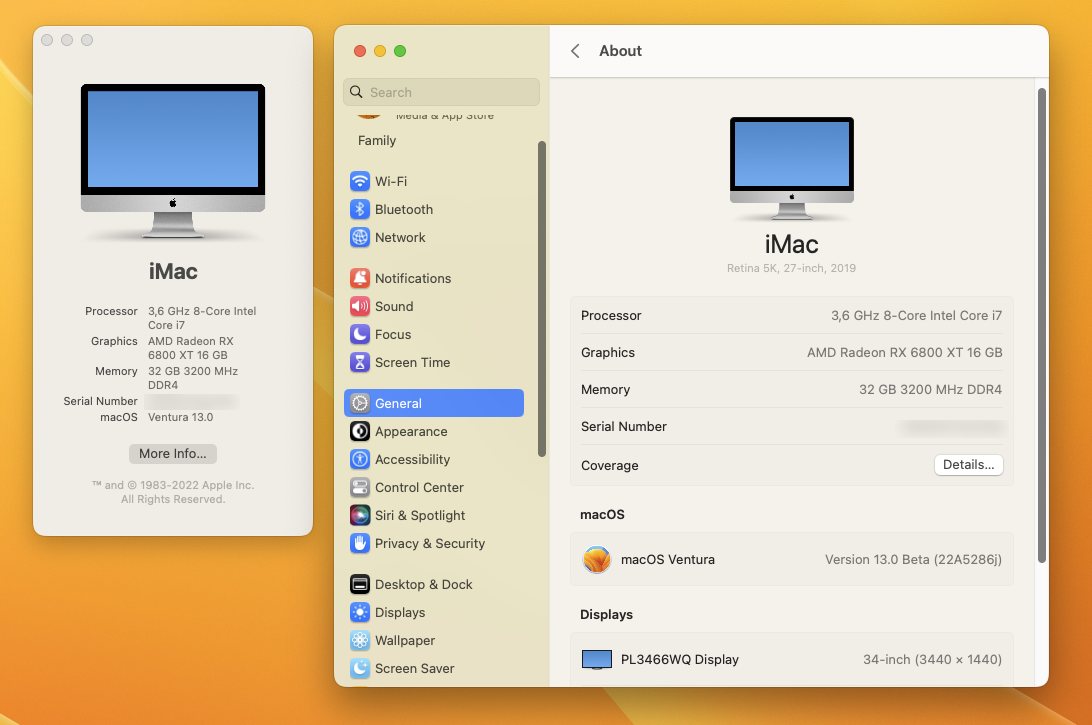 iMac
Processor 3,6 GHz 8-Core Intel
Core i7
Graphics AMD Radeon RX
6800 XT 16 GB
Memory 32 GB 3200 MHz
DDR4
Serial Number
macOS Ventura 13.0
More Info...
™ and © 1983-2022 Apple Inc.
All Rights Reserved.
Search
Media & App Store
Family
Wi-Fi
Bluetooth
Network
Notifications
Sound
Focus
Screen Time
General
Appearance
Accessibility
Control Center
Siri & Spotlight
Privacy & Security
Desktop & Dock
Displays
Wallpaper
Screen Saver
About
iMac
Retina 5K, 27-inch, 2019
Processor 3,6 GHz 8-Core Intel Core i7
Graphics AMD Radeon RX 6800 XT 16 GB
Memory 32 GB 3200 MHz DDR4
Serial Number
Coverage Details...
macOS
macOS Ventura Version 13.0 Beta (22A5286j)
Displays
PL3466WQ Display 34-inch (3440 × 1440)